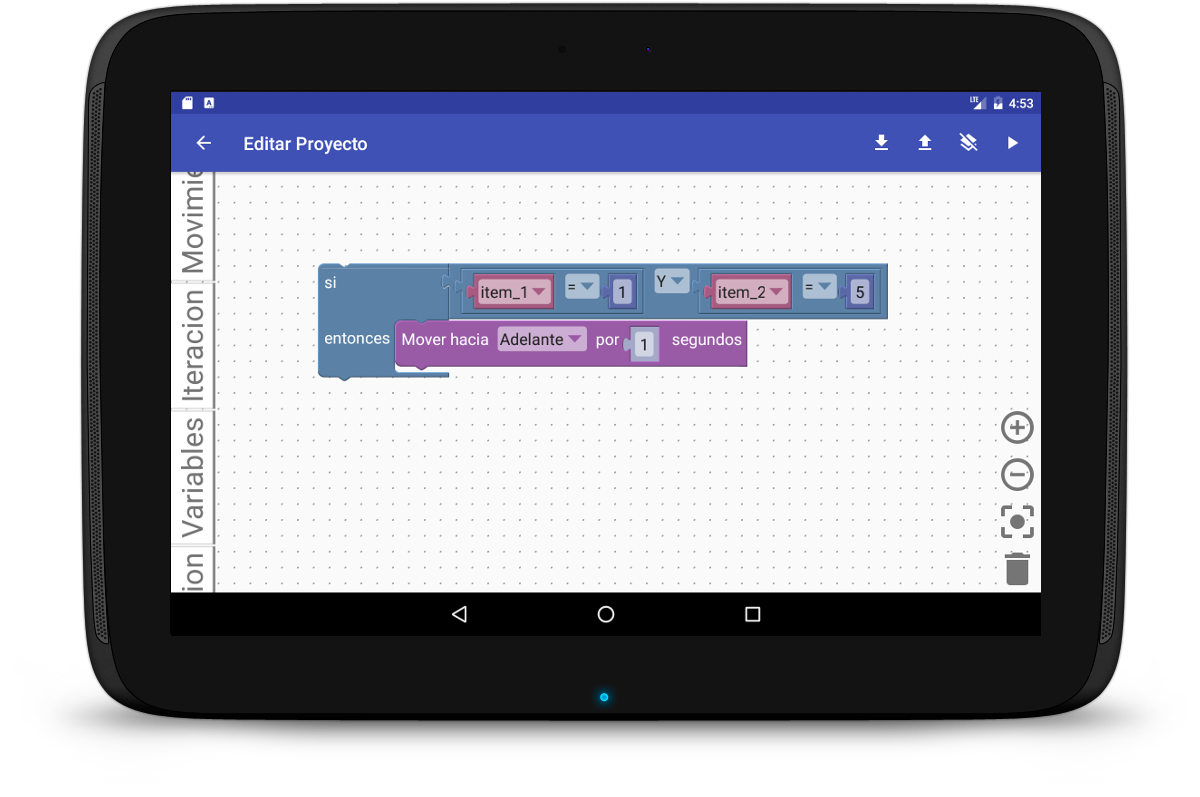 A
LTE
4:53
Editar Proyecto
Movimie
Iteracion
Variables
ion
si
item_1 = 1 Y item_2 = 5
entonces Mover hacia Adelante por 1 segundos